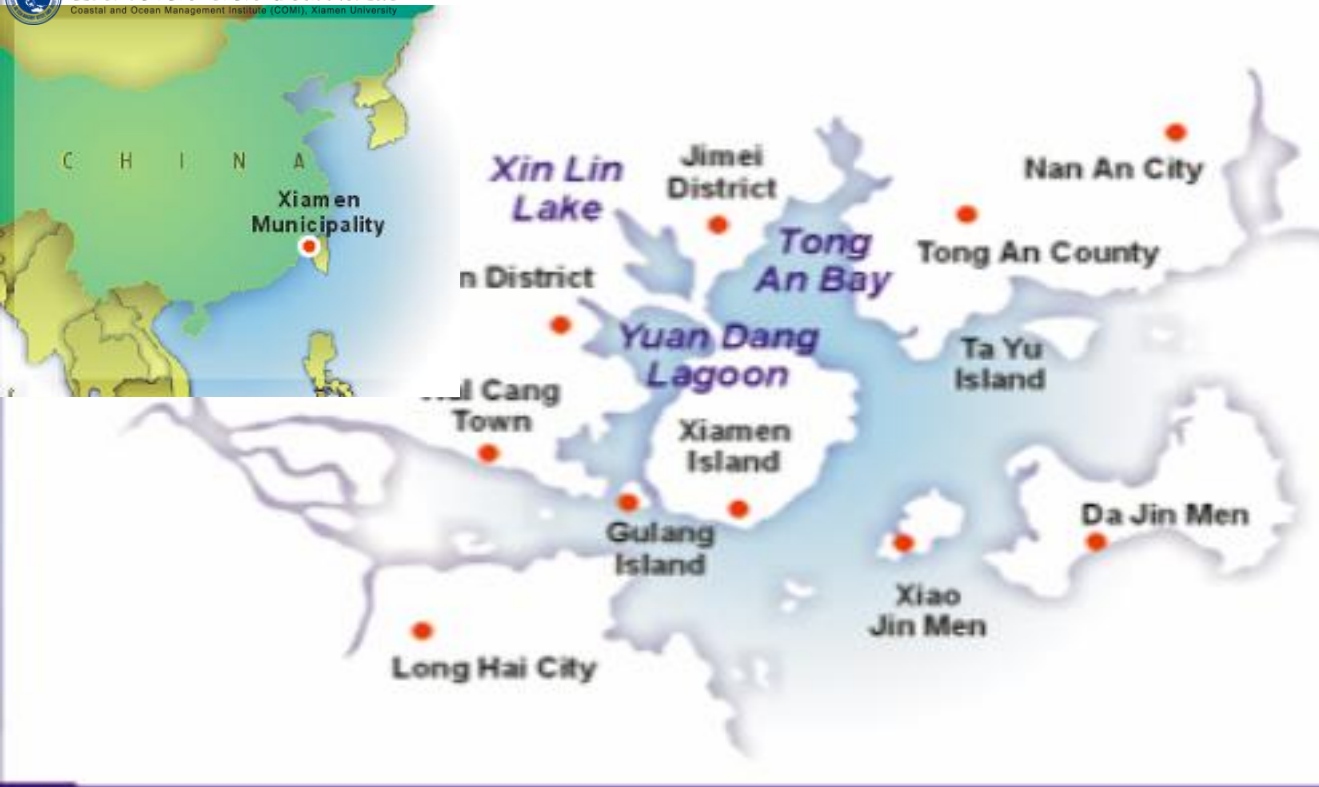 Coastal and Ocean Management Institute (COMI), Xiamen University
C H I N A
Xiamen
Municipality
Xin Lin
Lake
Jimei
District
Nan An City
Tong
An Bay
Tong An County
District
Yuan Dang
Lagoon
Ta Yu
Island
Cang
Town
Xiamen
Island
Gulang
Island
Da Jin Men
Xiao
Jin Men
Long Hai City